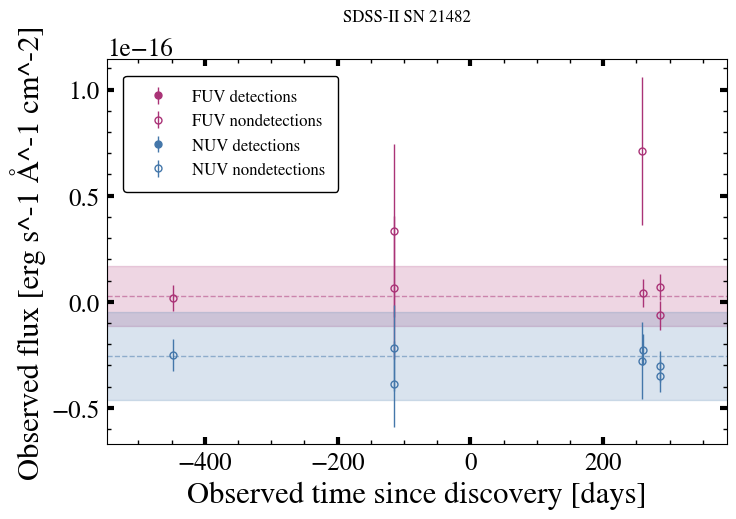 SDSS-II SN 21482
1e−16
FUV detections
FUV nondetections
NUV detections
NUV nondetections
1.0
0.5
0.0
−0.5
Observed flux [erg s^-1 Å^-1 cm^-2]
−400
−200
0
200
Observed time since discovery [days]